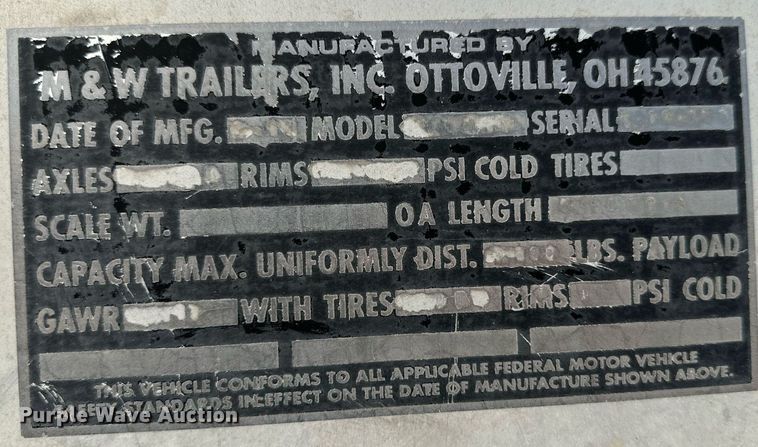 MANUFACTURED BY
M & W TRAILERS, INC. OTTOVILLE, OH 45876
DATE OF MFG. MODEL SERIAL
AXLES RIMS PSI COLD TIRES
SCALE WT. OA LENGTH
CAPACITY MAX. UNIFORMLY DIST. LBS. PAYLOAD
GAWR WITH TIRES RIMS PSI COLD
THIS VEHICLE CONFORMS TO ALL APPLICABLE FEDERAL MOTOR VEHICLE
STANDARDS IN EFFECT ON THE DATE OF MANUFACTURE SHOWN ABOVE.
Purple Wave Auction